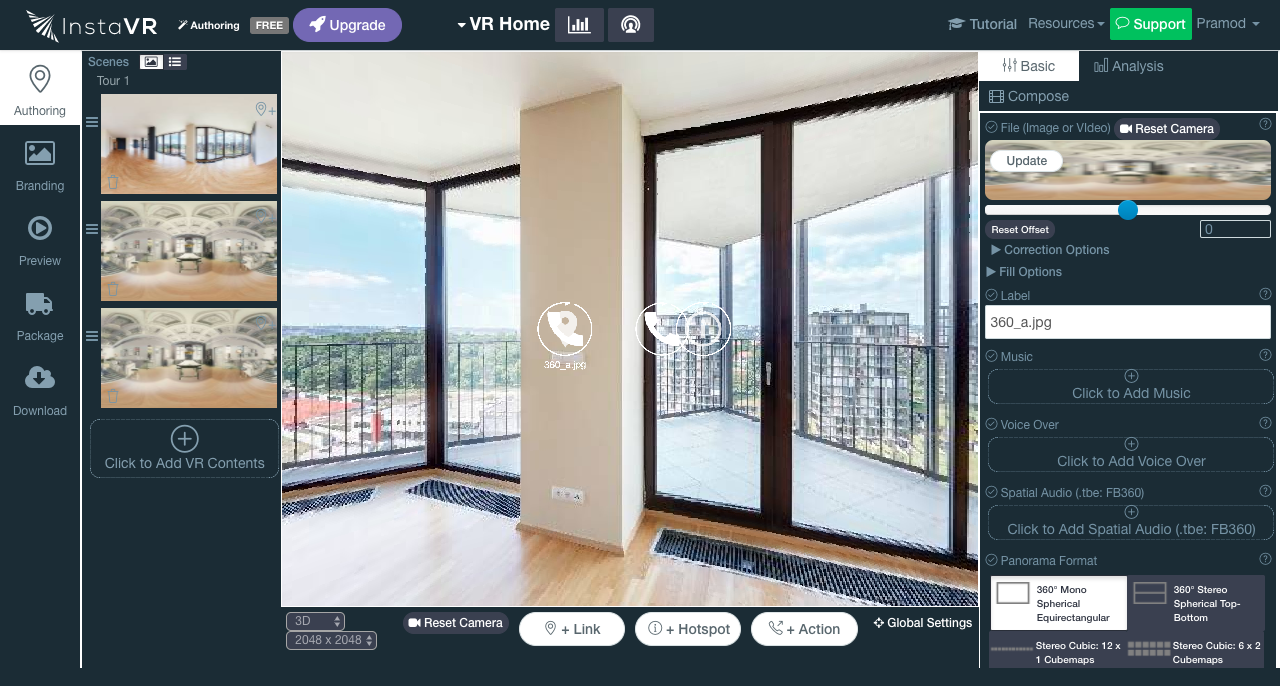 InstaVR
Authoring
FREE
Upgrade
VR Home
Tutorial
Resources
Support
Pramod
Authoring
Branding
Preview
Package
Download
Scenes
Tour 1
Click to Add VR Contents
360_a.jpg
3D
2048 x 2048
Reset Camera
+ Link
+ Hotspot
+ Action
Global Settings
Basic
Analysis
Compose
File (Image or VIdeo)
Reset Camera
Update
Reset Offset
0
Correction Options
Fill Options
Label
360_a.jpg
Music
Click to Add Music
Voice Over
Click to Add Voice Over
Spatial Audio (.tbe: FB360)
Click to Add Spatial Audio (.tbe: FB360)
Panorama Format
360° Mono
Spherical
Equirectangular
360° Stereo
Spherical Top-
Bottom
Stereo Cubic: 12 x
1 Cubemaps
Stereo Cubic: 6 x 2
Cubemaps